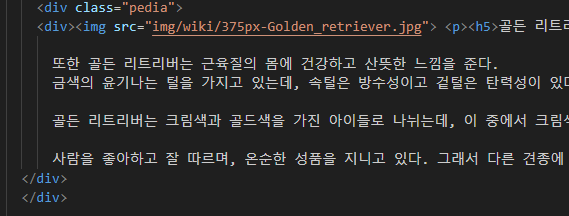 <div class="pedia">
<div><img src="img/wiki/375px-Golden_retriever.jpg"> <p><h5>골든 리트리
또한 골든 리트리버는 근육질의 몸에 건강하고 산뜻한 느낌을 준다.
금색의 윤기나는 털을 가지고 있는데, 속털은 방수성이고 겉털은 탄력성이 있다
골든 리트리버는 크림색과 골드색을 가진 아이들로 나뉘는데, 이 중에서 크림색
사람을 좋아하고 잘 따르며, 온순한 성품을 지니고 있다. 그래서 다른 견종에
</div>
</div>